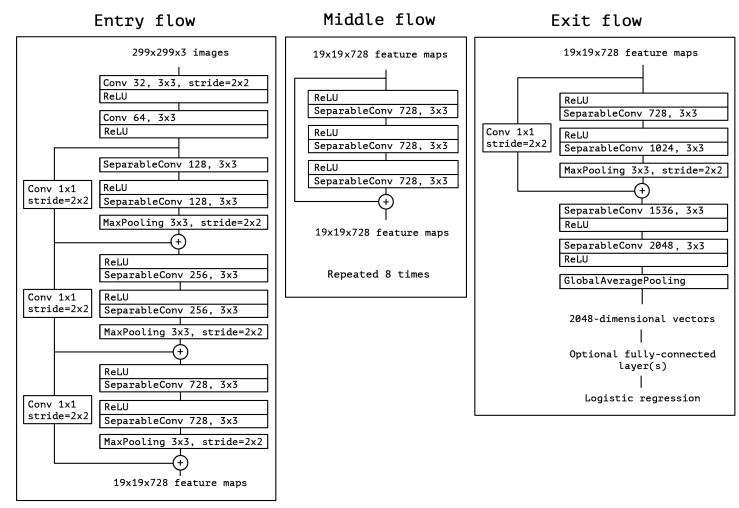 Entry flow
299x299x3 images
Conv 32, 3x3, stride=2x2
ReLU
Conv 64, 3x3
ReLU
SeparableConv 128, 3x3
Conv 1x1
stride=2x2
ReLU
SeparableConv 128, 3x3
MaxPooling 3x3, stride=2x2
+
ReLU
SeparableConv 256, 3x3
Conv 1x1
stride=2x2
ReLU
SeparableConv 256, 3x3
MaxPooling 3x3, stride=2x2
+
ReLU
SeparableConv 728, 3x3
Conv 1x1
stride=2x2
ReLU
SeparableConv 728, 3x3
MaxPooling 3x3, stride=2x2
+
19x19x728 feature maps
Middle flow
19x19x728 feature maps
ReLU
SeparableConv 728, 3x3
ReLU
SeparableConv 728, 3x3
ReLU
SeparableConv 728, 3x3
+
19x19x728 feature maps
Repeated 8 times
Exit flow
19x19x728 feature maps
ReLU
SeparableConv 728, 3x3
Conv 1x1
stride=2x2
ReLU
SeparableConv 1024, 3x3
MaxPooling 3x3, stride=2x2
+
SeparableConv 1536, 3x3
ReLU
SeparableConv 2048, 3x3
ReLU
GlobalAveragePooling
2048-dimensional vectors
Optional fully-connected
layer(s)
Logistic regression